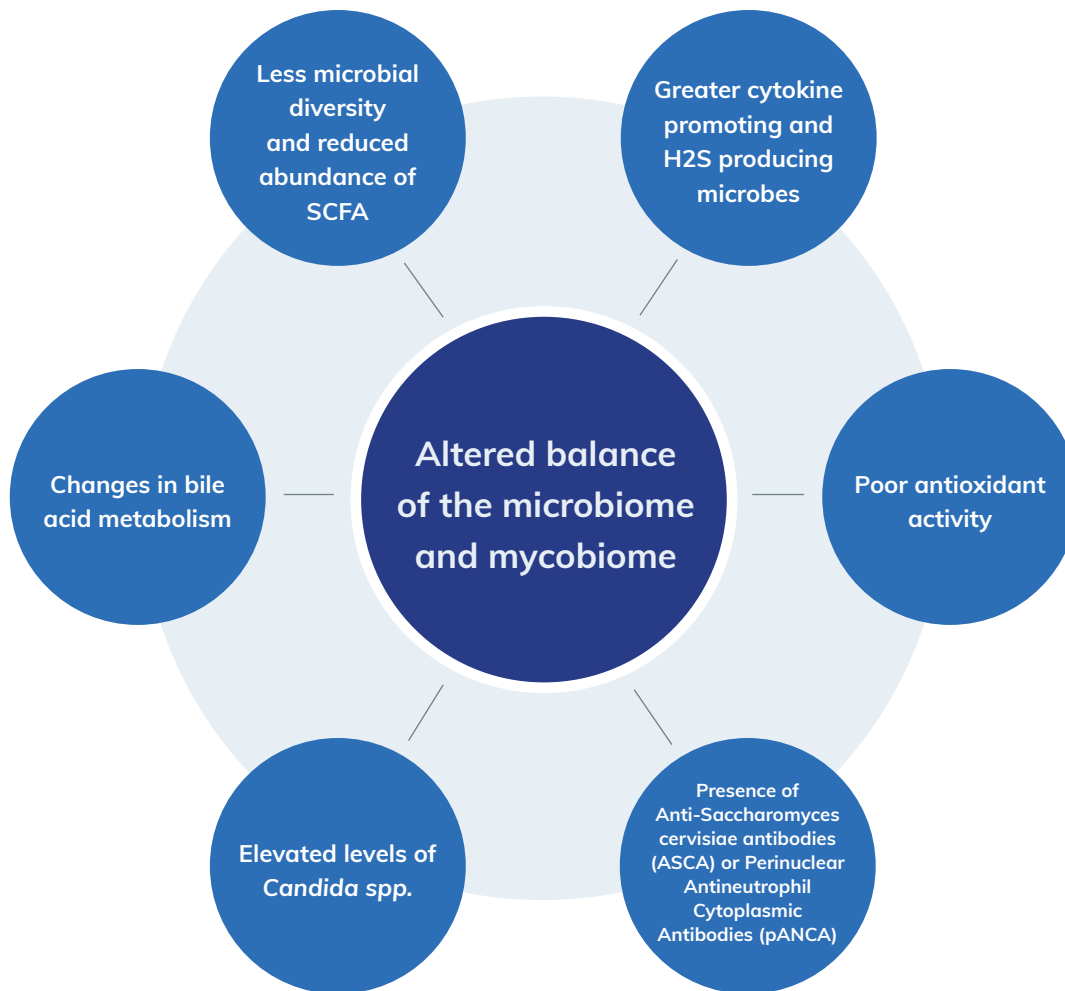 Less microbial
diversity
and reduced
abundance of
SCFA
Greater cytokine
promoting and
H2S producing
microbes
Changes in bile
acid metabolism
Altered balance
of the microbiome
and mycobiome
Poor antioxidant
activity
Elevated levels of
Candida spp.
Presence of
Anti-Saccharomyces
cervisiae antibodies
(ASCA) or Perinuclear
Antineutrophil
Cytoplasmic
Antibodies (pANCA)